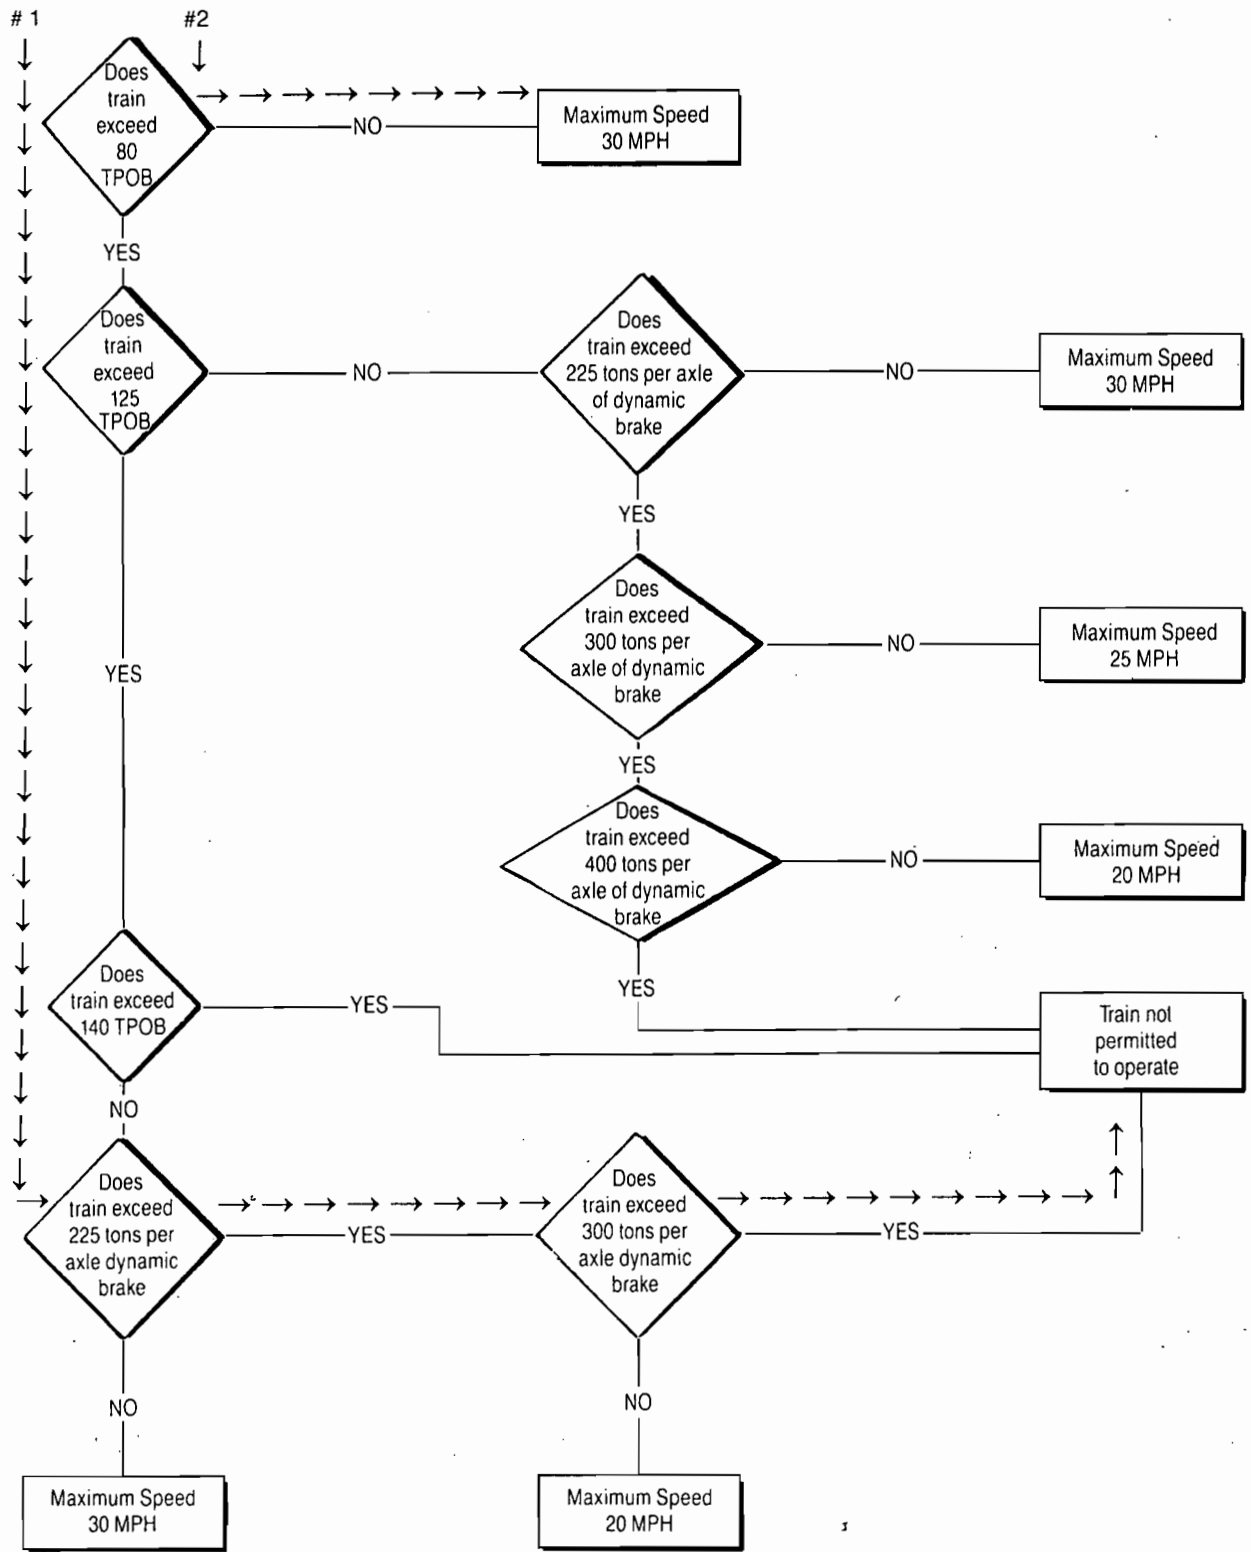 # 1
#2
Does
train
exceed
80
TPOB
NO
Maximum Speed
30 MPH
YES
Does
train
exceed
125
TPOB
NO
Does
train exceed
225 tons per axle
of dynamic
brake
NO
Maximum Speed
30 MPH
YES
Does
train exceed
300 tons per
axle of dynamic
brake
NO
Maximum Speed
25 MPH
YES
YES
Does
train exceed
400 tons per
axle of dynamic
brake
NO
Maximum Speed
20 MPH
YES
Does
train exceed
140 TPOB
YES
Train not
permitted
to operate
NO
Does
train exceed
225 tons per
axle dynamic
brake
YES
Does
train exceed
300 tons per
axle dynamic
brake
YES
NO
NO
Maximum Speed
30 MPH
Maximum Speed
20 MPH